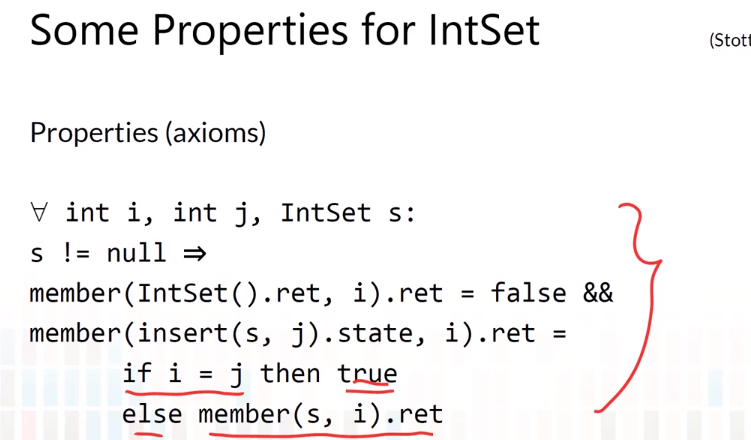 Some Properties for IntSet
(Stott
Properties (axioms)
∀ int i, int j, IntSet s:
s != null ⇒
member(IntSet().ret, i).ret = false &&
member(insert(s, j).state, i).ret =
if i = j then true
else member(s, i).ret